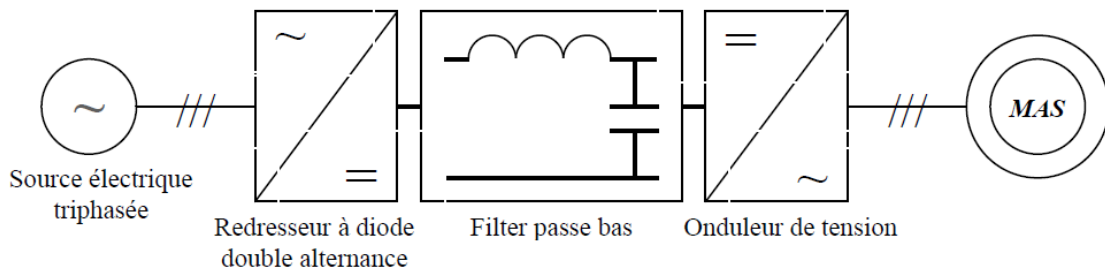 MAS
Source électrique
triphasée
Redresseur à diode
double alternance
Filter passe bas
Onduleur de tension